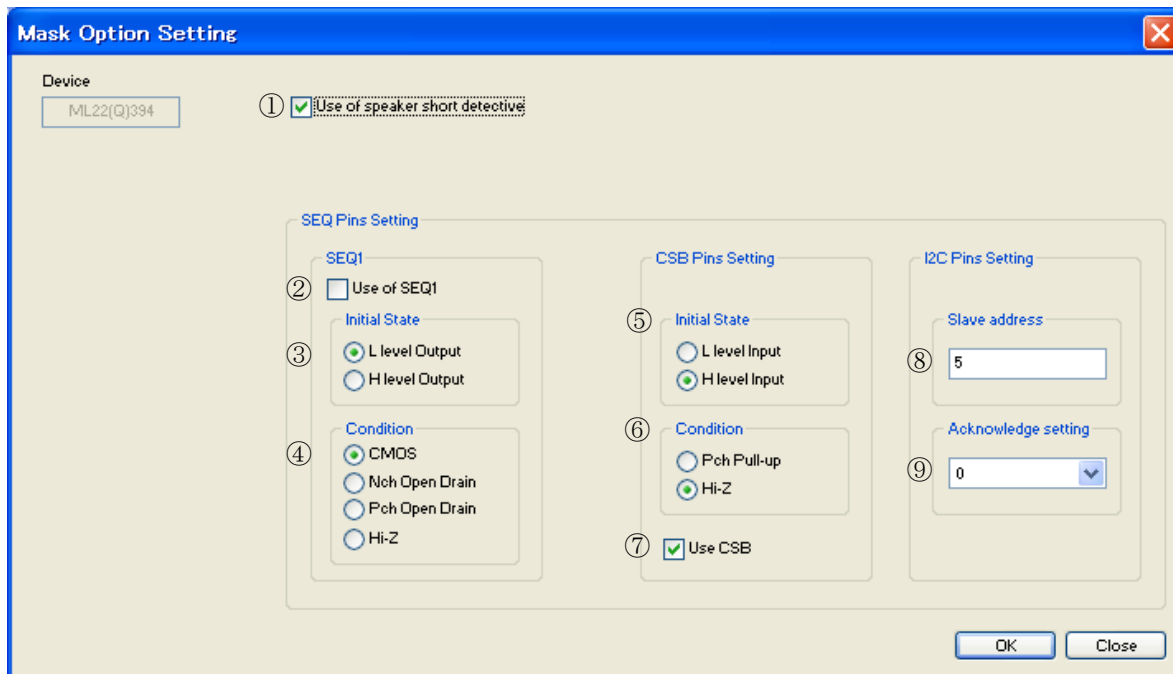 Mask Option Setting
Device
ML22(Q)394
① Use of speaker short detective
SEQ Pins Setting
SEQ1
② Use of SEQ1
Initial State
③ L level Output
H level Output
Condition
④ CMOS
Nch Open Drain
Pch Open Drain
Hi-Z
CSB Pins Setting
⑤ Initial State
L level Input
H level Input
⑥ Condition
Pch Pull-up
Hi-Z
⑦ Use CSB
I2C Pins Setting
Slave address
⑧ 5
Acknowledge setting
⑨ 0
OK
Close